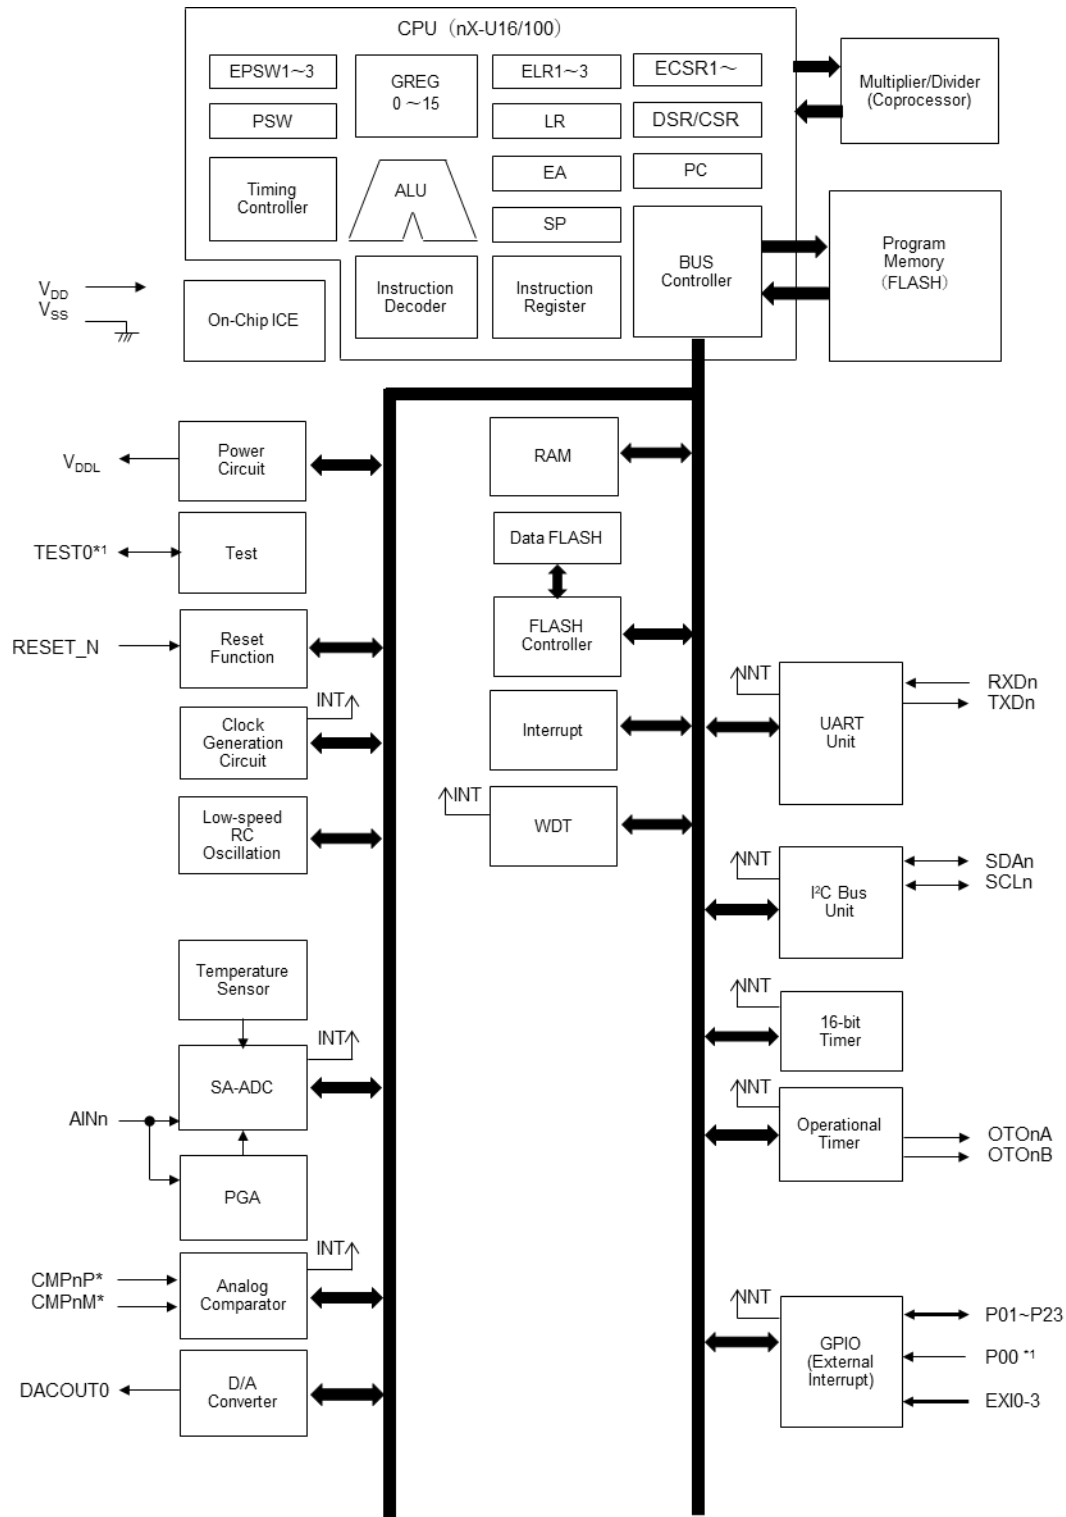 CPU (nX-U16/100)
EPSW1～3
GREG
0 ～15
ELR1～3
ECSR1～
PSW
LR
DSR/CSR
Timing
Controller
ALU
EA
PC
SP
BUS
Controller
Instruction
Decoder
Instruction
Register
Multiplier/Divider
(Coprocessor)
Program
Memory
(FLASH)
VDD
VSS
On-Chip ICE
VDDL
Power
Circuit
RAM
TEST0*1
Test
Data FLASH
RESET_N
Reset
Function
FLASH
Controller
INT
Clock
Generation
Circuit
Interrupt
INT
UART
Unit
RXDn
TXDn
Low-speed
RC
Oscillation
INT
WDT
INT
I²C Bus
Unit
SDAn
SCLn
Temperature
Sensor
INT
16-bit
Timer
INT
SA-ADC
AINn
PGA
INT
Operational
Timer
OTOnA
OTOnB
INT
CMPnP*
CMPnM*
Analog
Comparator
INT
GPIO
(External
Interrupt)
P01~P23
P00 *1
EXI0-3
DACOUT0
D/A
Converter